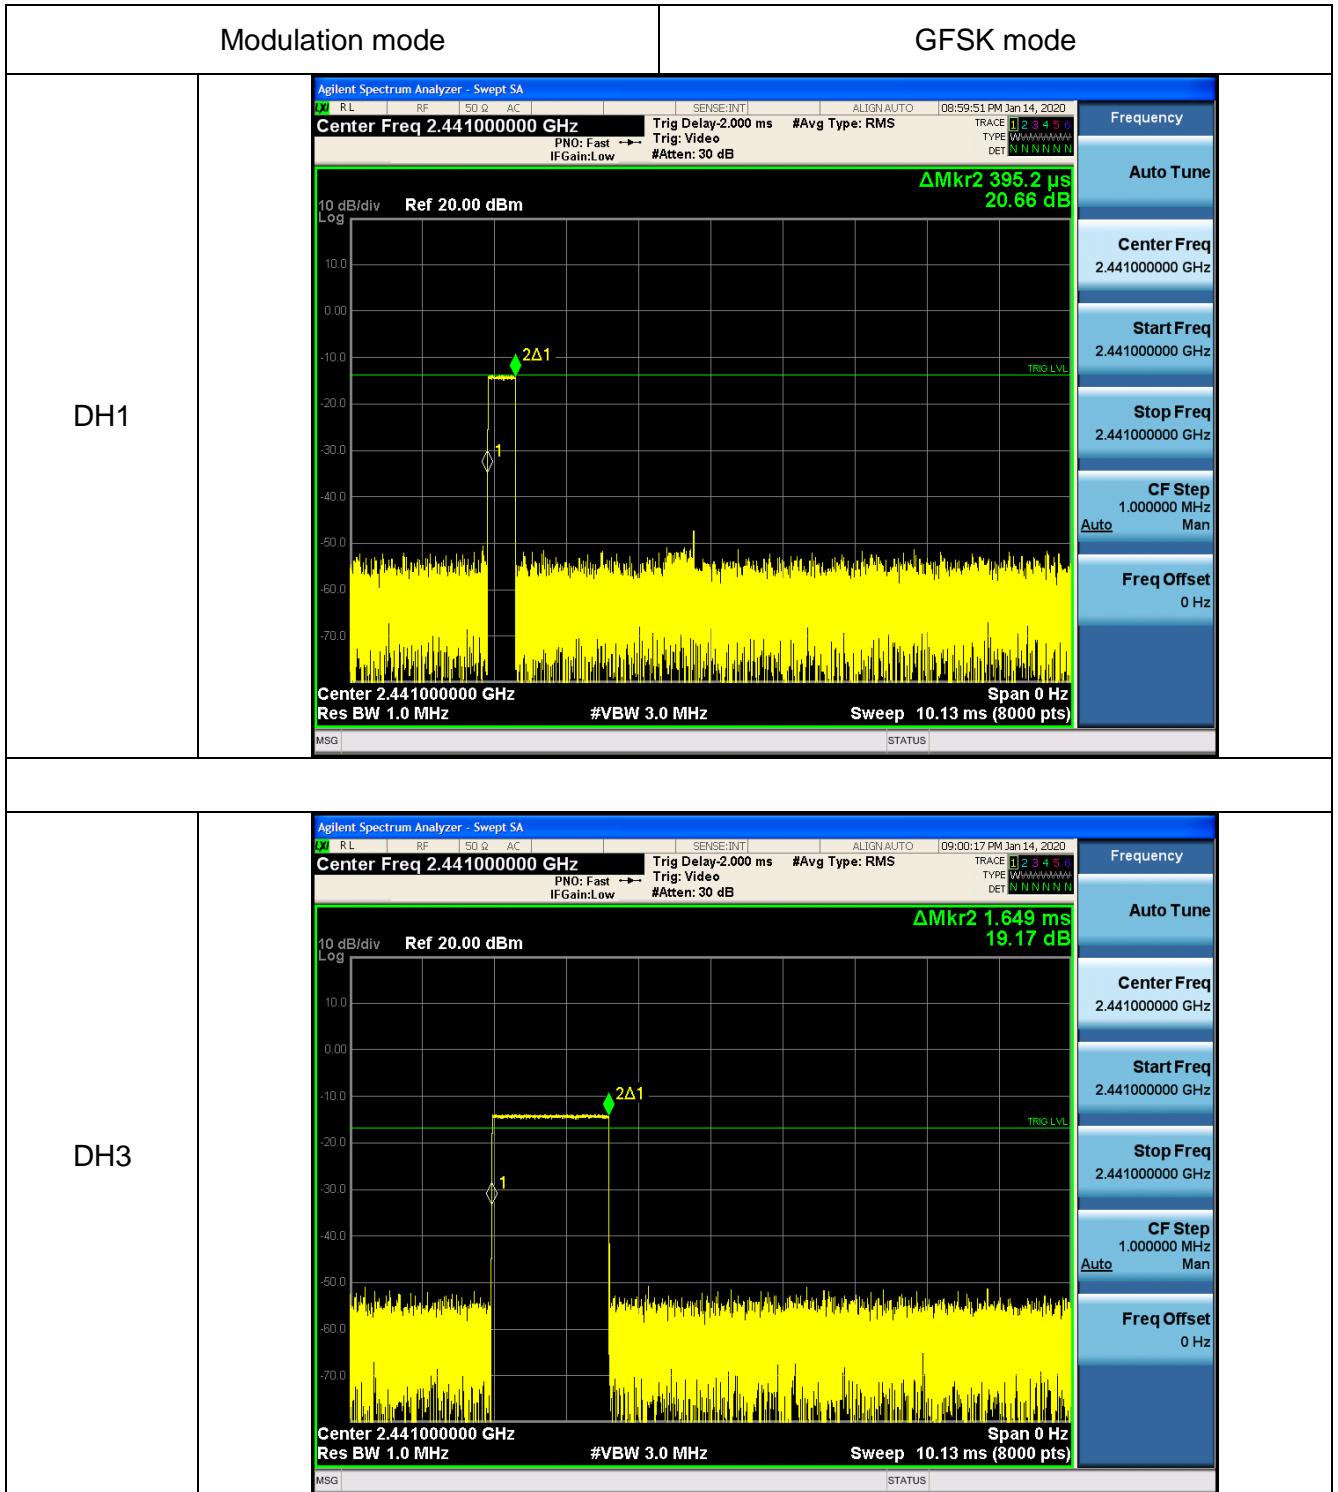 Modulation mode GFSK mode
DH1
Agilent Spectrum Analyzer - Swept SA
LXI RL RF 50 Ω AC SENSE:INT ALIGN AUTO 08:59:51 PM Jan 14, 2020
Center Freq 2.441000000 GHz Trig Delay-2.000 ms #Avg Type: RMS TRACE 1 2 3 4 5 6
PNO: Fast Trig: Video TYPE WWWWWW
IFGain:Low #Atten: 30 dB DET N N N N N N
ΔMkr2 395.2 µs
10 dB/div Ref 20.00 dBm 20.66 dB
Log
10.0
0.00
-10.0
2Δ1
TRIG LVL
-20.0
-30.0
1
-40.0
-50.0
-60.0
-70.0
Center 2.441000000 GHz Span 0 Hz
Res BW 1.0 MHz #VBW 3.0 MHz Sweep 10.13 ms (8000 pts)
MSG STATUS
Frequency
Auto Tune
Center Freq
2.441000000 GHz
Start Freq
2.441000000 GHz
Stop Freq
2.441000000 GHz
CF Step
1.000000 MHz
Auto Man
Freq Offset
0 Hz
DH3
Agilent Spectrum Analyzer - Swept SA
LXI RL RF 50 Ω AC SENSE:INT ALIGN AUTO 09:00:17 PM Jan 14, 2020
Center Freq 2.441000000 GHz Trig Delay-2.000 ms #Avg Type: RMS TRACE 1 2 3 4 5 6
PNO: Fast Trig: Video TYPE WWWWWW
IFGain:Low #Atten: 30 dB DET N N N N N N
ΔMkr2 1.649 ms
10 dB/div Ref 20.00 dBm 19.17 dB
Log
10.0
0.00
-10.0
2Δ1
TRIG LVL
-20.0
-30.0
1
-40.0
-50.0
-60.0
-70.0
Center 2.441000000 GHz Span 0 Hz
Res BW 1.0 MHz #VBW 3.0 MHz Sweep 10.13 ms (8000 pts)
MSG STATUS
Frequency
Auto Tune
Center Freq
2.441000000 GHz
Start Freq
2.441000000 GHz
Stop Freq
2.441000000 GHz
CF Step
1.000000 MHz
Auto Man
Freq Offset
0 Hz